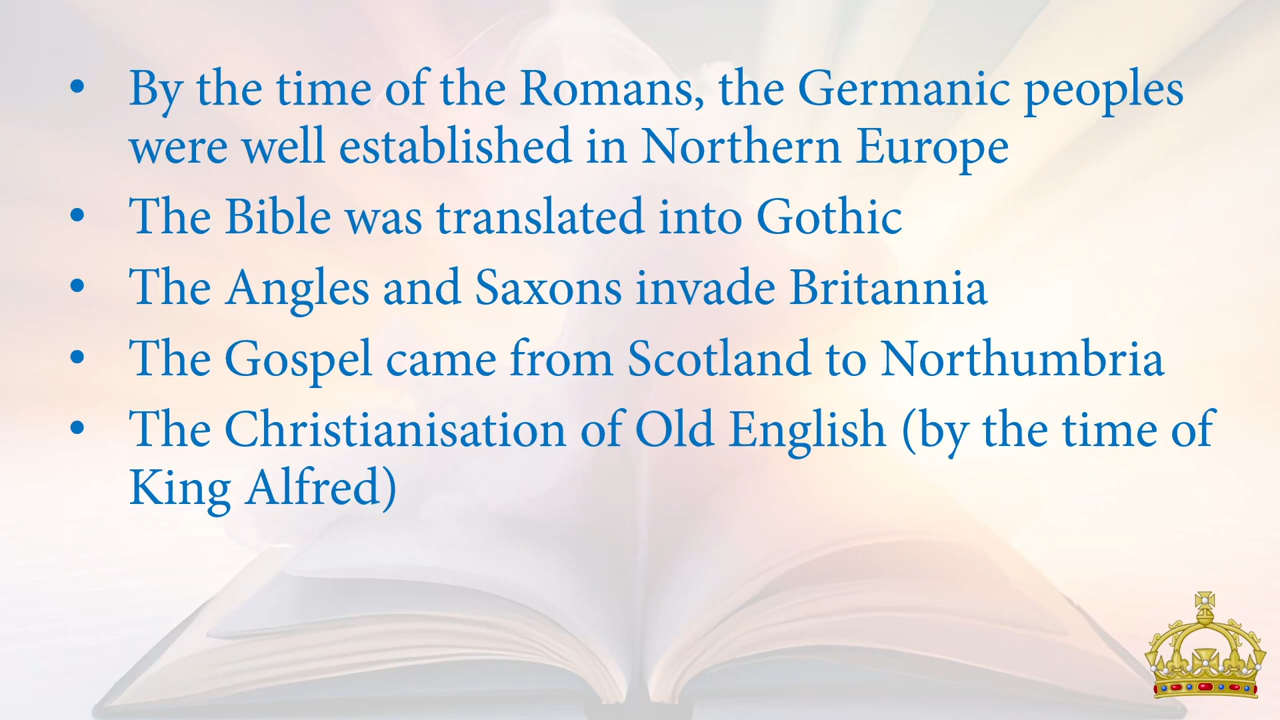 • By the time of the Romans, the Germanic peoples
were well established in Northern Europe
• The Bible was translated into Gothic
• The Angles and Saxons invade Britannia
• The Gospel came from Scotland to Northumbria
• The Christianisation of Old English (by the time of
King Alfred)